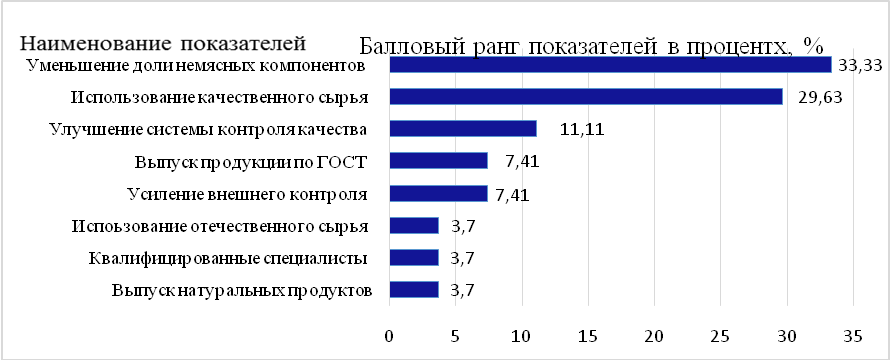 Наименование показателей Балловый ранг показателей в процентх, %
Уменьшение доли немясных компонентов 33,33
Использование качественного сырья 29,63
Улучшение системы контроля качества 11,11
Выпуск продукции по ГОСТ 7,41
Усиление внешнего контроля 7,41
Испоьзование отечественного сырья 3,7
Квалифицированные специалисты 3,7
Выпуск натуральных продуктов 3,7
0 5 10 15 20 25 30 35